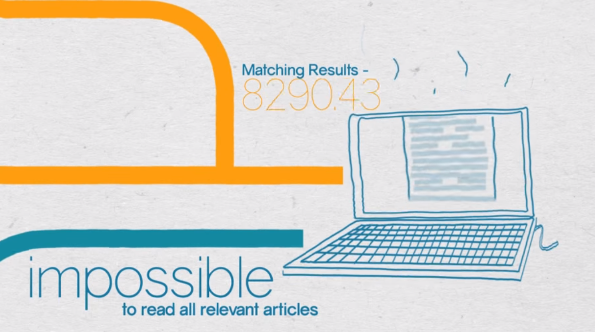 Matching Results -
8290.43
impossible
to read all relevant articles